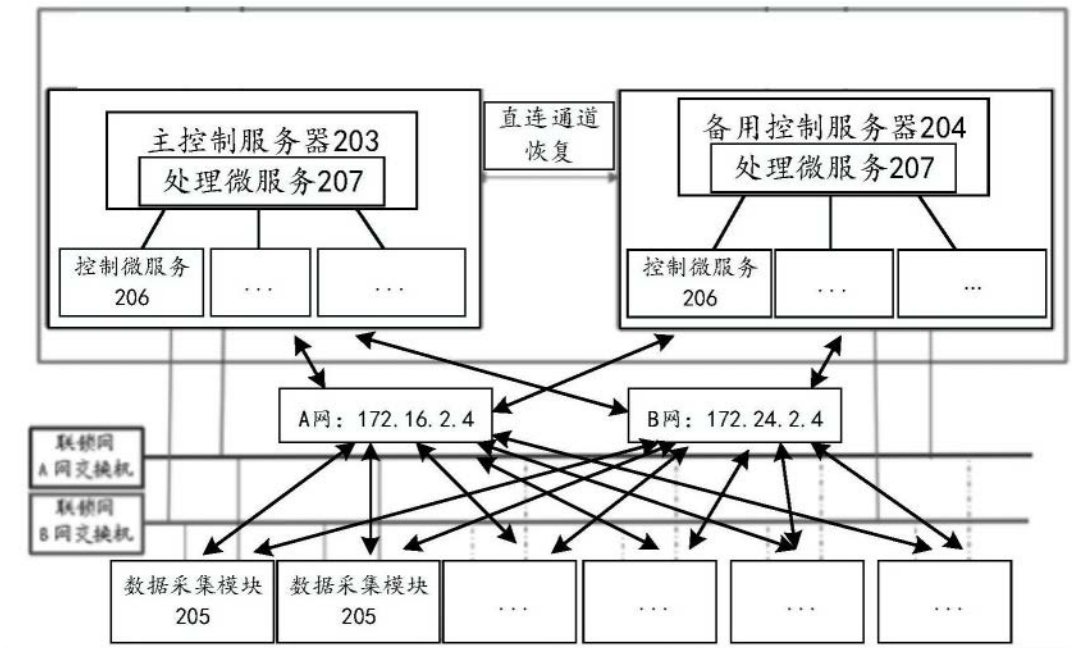 主控制服务器203
处理微服务207
直连通道
恢复
备用控制服务器204
处理微服务207
控制微服务
206
...
...
控制微服务
206
...
...
A网：172.16.2.4
B网：172.24.2.4
联锁网
A网交换机
联锁网
B网交换机
数据采集模块
205
数据采集模块
205
...
...
...
...